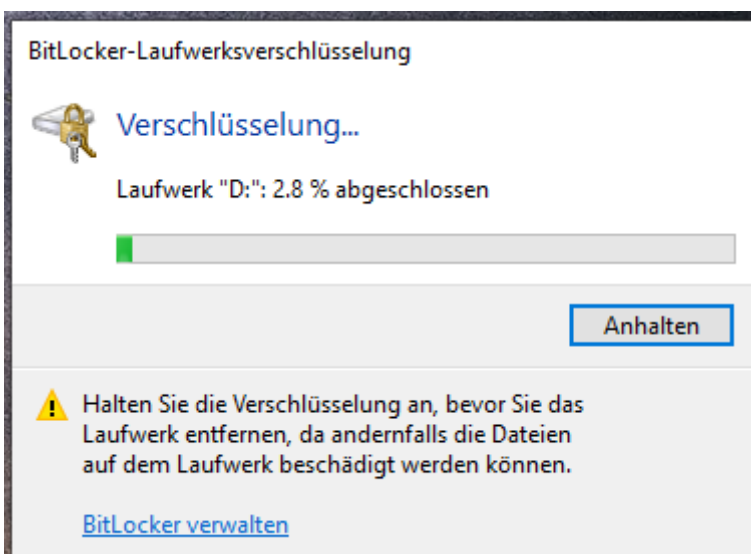 BitLocker-Laufwerksverschlüsselung
Verschlüsselung...
Laufwerk "D:": 2.8 % abgeschlossen
Anhalten
Halten Sie die Verschlüsselung an, bevor Sie das
Laufwerk entfernen, da andernfalls die Dateien
auf dem Laufwerk beschädigt werden können.
BitLocker verwalten